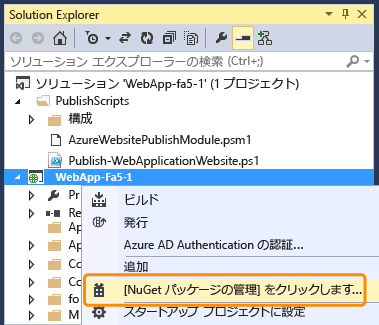 Solution Explorer
ソリューション エクスプローラーの検索 (Ctrl+;)
ソリューション 'WebApp-fa5-1' (1 プロジェクト)
PublishScripts
構成
AzureWebsitePublishModule.psm1
Publish-WebApplicationWebsite.ps1
WebApp-Fa5-1
Pr
ビルド
Re
発行
Ap
Azure AD Authentication の認証...
Ap
追加
Co
[NuGet パッケージの管理] をクリックします...
Co
fo
スタートアップ プロジェクトに設定
M